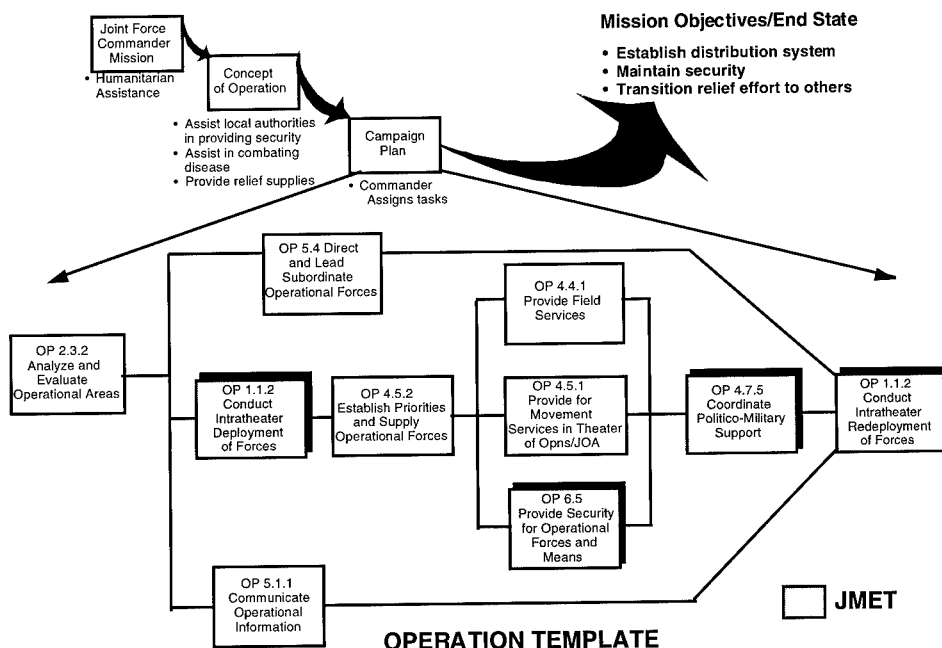 Joint Force
Commander
Mission
• Humanitarian
Assistance
Concept
of Operation
• Assist local authorities
in providing security
• Assist in combating
disease
• Provide relief supplies
Campaign
Plan
• Commander
Assigns tasks
Mission Objectives/End State
• Establish distribution system
• Maintain security
• Transition relief effort to others
OP 5.4 Direct
and Lead
Subordinate
Operational Forces
OP 2.3.2
Analyze and
Evaluate
Operational Areas
OP 1.1.2
Conduct
Intratheater
Deployment
of Forces
OP 4.5.2
Establish Priorities
and Supply
Operational Forces
OP 4.4.1
Provide Field
Services
OP 4.5.1
Provide for
Movement
Services in Theater
of Opns/JOA
OP 6.5
Provide Security
for Operational
Forces and
Means
OP 4.7.5
Coordinate
Politico-Military
Support
OP 1.1.2
Conduct
Intratheater
Redeployment
of Forces
OP 5.1.1
Communicate
Operational
Information
JMET
OPERATION TEMPLATE